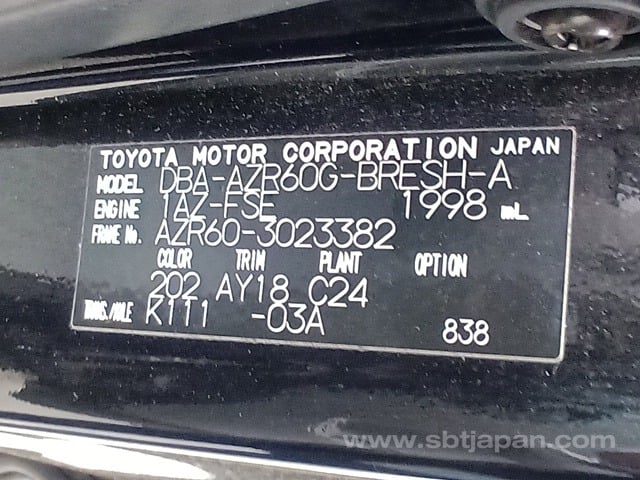 TOYOTA MOTOR CORPORATION JAPAN
MODEL DBA-AZR60G-BRESH-A
ENGINE 1AZ-FSE 1998 mL
FRAME No. AZR60-3023382
COLOR TRIM PLANT OPTION
202 AY18 C24
TRANS./AXLE K111 -03A 838
www.sbtjapan.com